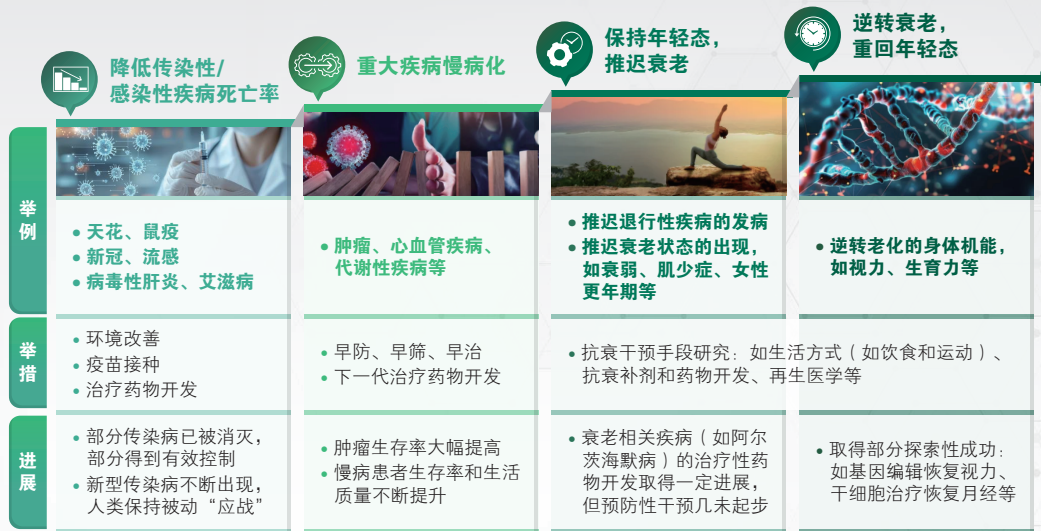 降低传染性/
感染性疾病死亡率
重大疾病慢病化
保持年轻态，
推迟衰老
逆转衰老，
重回年轻态
举例
• 天花、鼠疫
• 新冠、流感
• 病毒性肝炎、艾滋病
• 肿瘤、心血管疾病、
代谢性疾病等
• 推迟退行性疾病的发病
• 推迟衰老状态的出现，
如衰弱、肌少症、女性
更年期等
• 逆转老化的身体机能，
如视力、生育力等
举措
• 环境改善
• 疫苗接种
• 治疗药物开发
• 早防、早筛、早治
• 下一代治疗药物开发
• 抗衰干预手段研究：如生活方式（如饮食和运动）、
抗衰补剂和药物开发、再生医学等
进展
• 部分传染病已被消灭，
部分得到有效控制
• 新型传染病不断出现，
人类保持被动“应战”
• 肿瘤生存率大幅提高
• 慢病患者生存率和生活
质量不断提升
• 衰老相关疾病（如阿尔
茨海默病）的治疗性药
物开发取得一定进展，
但预防性干预几未起步
• 取得部分探索性成功：
如基因编辑恢复视力、
干细胞治疗恢复月经等